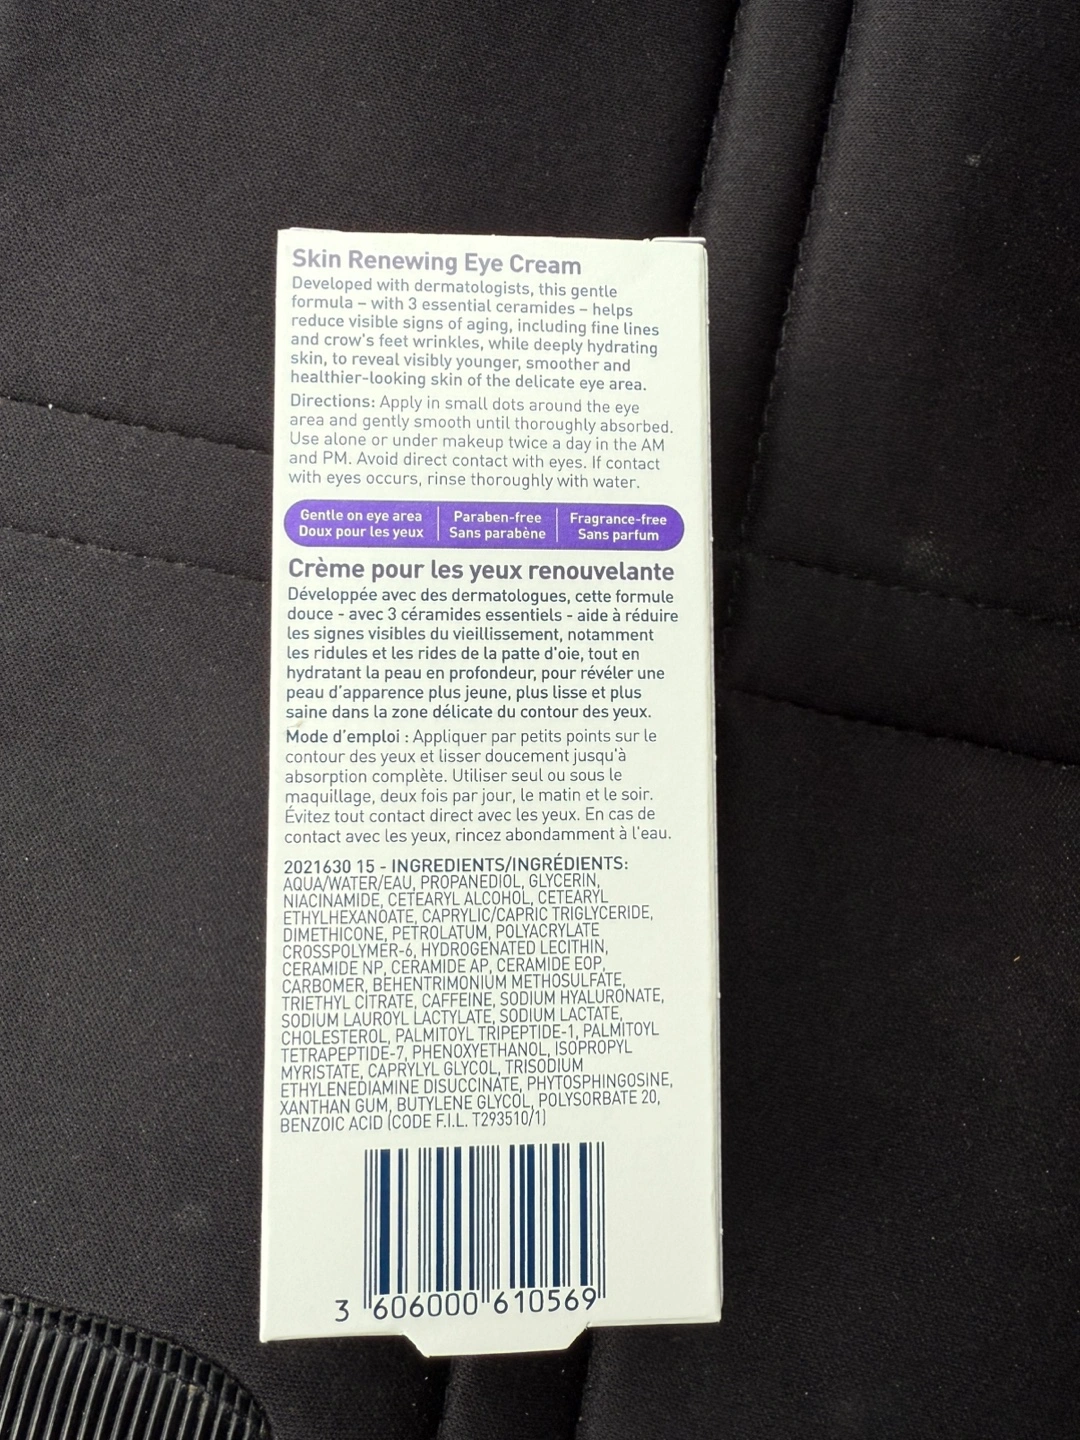 Skin Renewing Eye Cream
Developed with dermatologists, this gentle
formula – with 3 essential ceramides – helps
reduce visible signs of aging, including fine lines
and crow's feet wrinkles, while deeply hydrating
skin, to reveal visibly younger, smoother and
healthier-looking skin of the delicate eye area.
Directions: Apply in small dots around the eye
area and gently smooth until thoroughly absorbed.
Use alone or under makeup twice a day in the AM
and PM. Avoid direct contact with eyes. If contact
with eyes occurs, rinse thoroughly with water.
Gentle on eye area
Doux pour les yeux
Paraben-free
Sans parabène
Fragrance-free
Sans parfum
Crème pour les yeux renouvelante
Développée avec des dermatologues, cette formule
douce - avec 3 céramides essentiels - aide à réduire
les signes visibles du vieillissement, notamment
les ridules et les rides de la patte d'oie, tout en
hydratant la peau en profondeur, pour révéler une
peau d'apparence plus jeune, plus lisse et plus
saine dans la zone délicate du contour des yeux.
Mode d'emploi : Appliquer par petits points sur le
contour des yeux et lisser doucement jusqu'à
absorption complète. Utiliser seul ou sous le
maquillage, deux fois par jour, le matin et le soir.
Évitez tout contact direct avec les yeux. En cas de
contact avec les yeux, rincez abondamment à l'eau.
2021630 15 - INGREDIENTS/INGRÉDIENTS:
AQUA/WATER/EAU, PROPANEDIOL, GLYCERIN,
NIACINAMIDE, CETEARYL ALCOHOL, CETEARYL
ETHYLHEXANOATE, CAPRYLIC/CAPRIC TRIGLYCERIDE,
DIMETHICONE, PETROLATUM, POLYACRYLATE
CROSSPOLYMER-6, HYDROGENATED LECITHIN,
CERAMIDE NP, CERAMIDE AP, CERAMIDE EOP,
CARBOMER, BEHENTRIMONIUM METHOSULFATE,
TRIETHYL CITRATE, CAFFEINE, SODIUM HYALURONATE,
SODIUM LAUROYL LACTYLATE, SODIUM LACTATE,
CHOLESTEROL, PALMITOYL TRIPEPTIDE-1, PALMITOYL
TETRAPEPTIDE-7, PHENOXYETHANOL, ISOPROPYL
MYRISTATE, CAPRYLYL GLYCOL, TRISODIUM
ETHYLENEDIAMINE DISUCCINATE, PHYTOSPHINGOSINE,
XANTHAN GUM, BUTYLENE GLYCOL, POLYSORBATE 20,
BENZOIC ACID (CODE F.I.L. T293510/1)
3 606000 610569